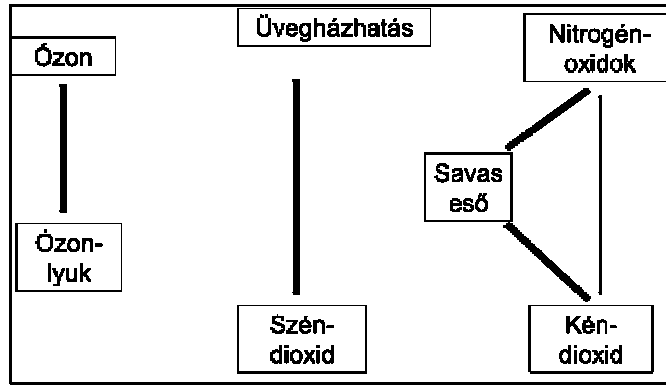 Üvegházhatás
Nitrogén-
oxidok
Ózon
Savas
eső
Ózon-
lyuk
Szén-
dioxid
Kén-
dioxid